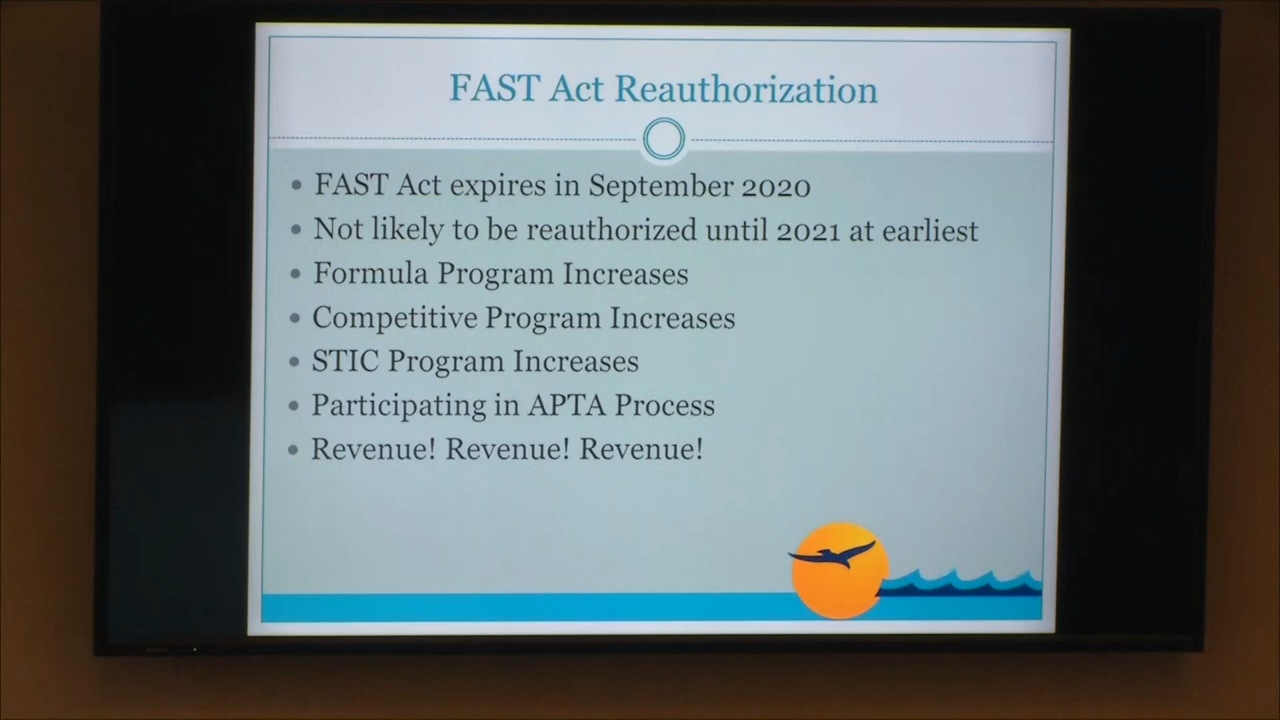 FAST Act Reauthorization
• FAST Act expires in September 2020
• Not likely to be reauthorized until 2021 at earliest
• Formula Program Increases
• Competitive Program Increases
• STIC Program Increases
• Participating in APTA Process
• Revenue! Revenue! Revenue!